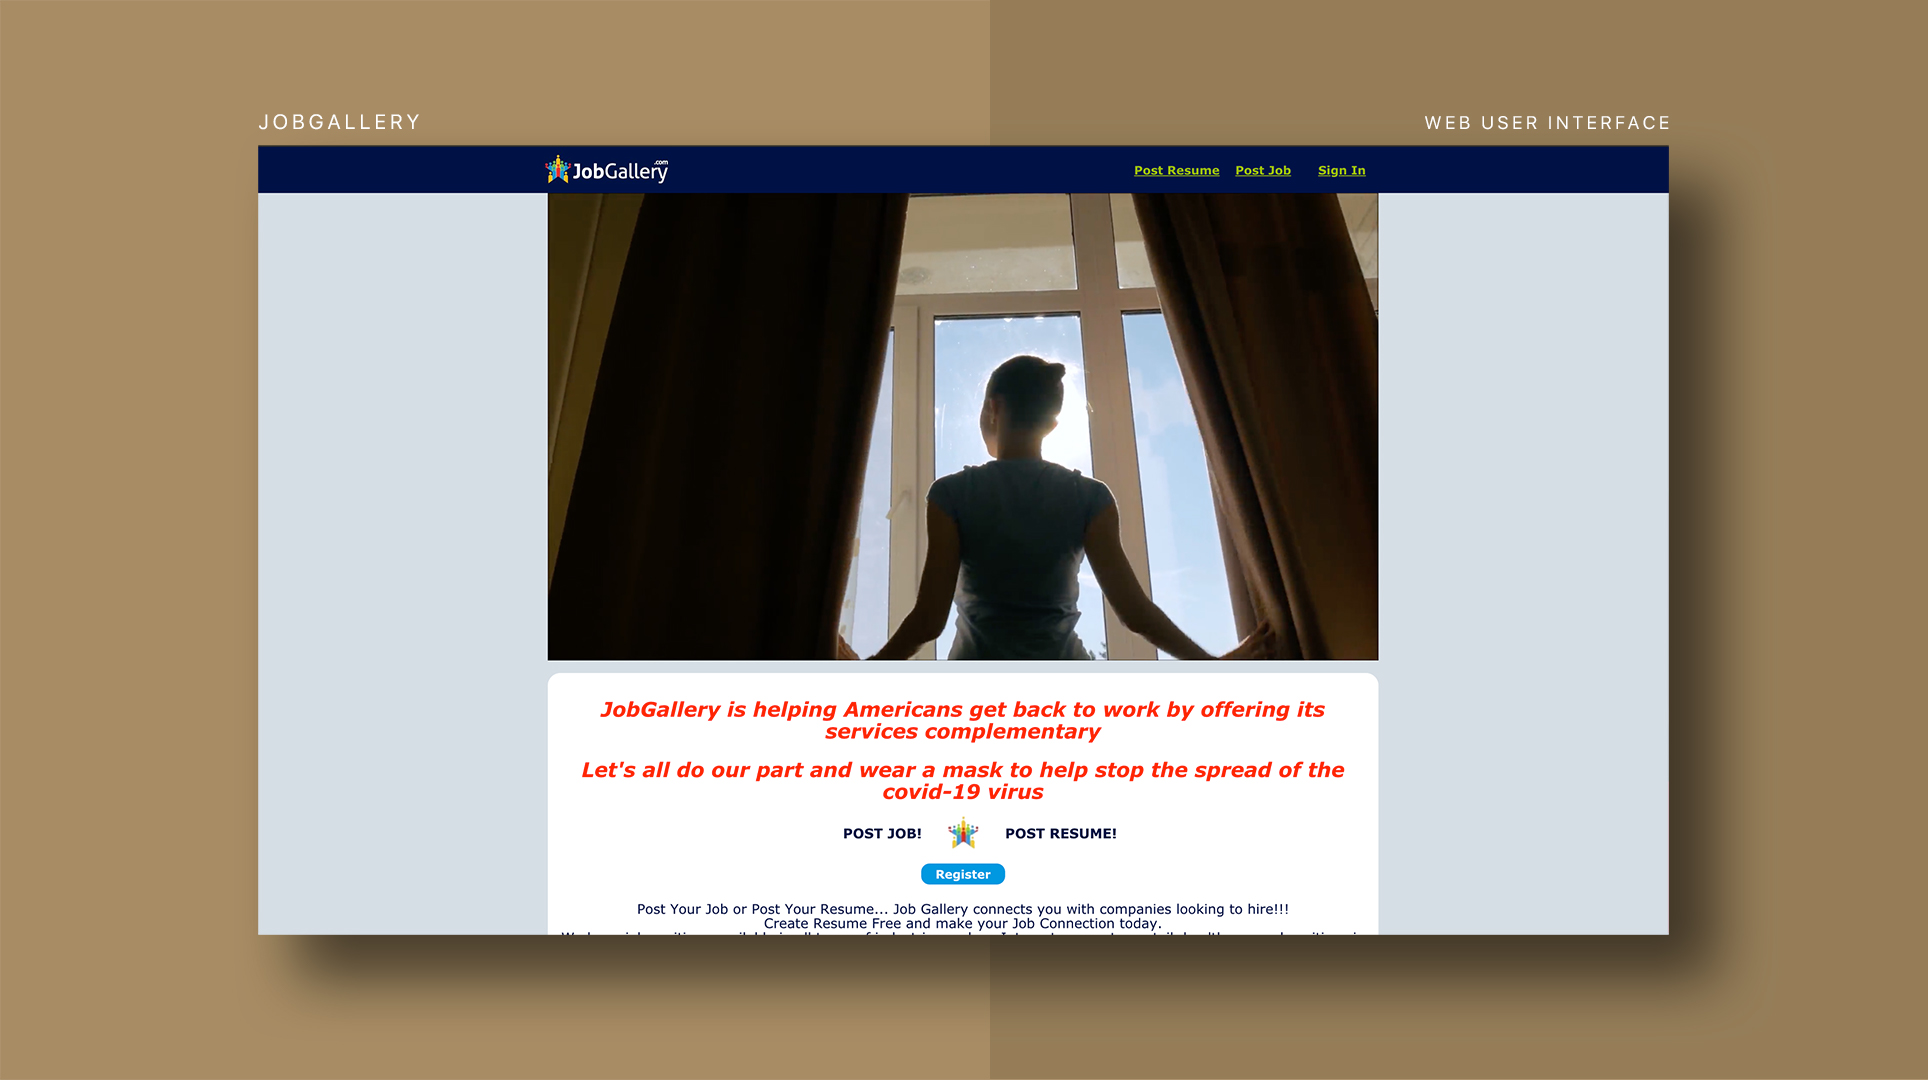 JOBGALLERY
WEB USER INTERFACE
JobGallery.com
Post Resume Post Job Sign In
JobGallery is helping Americans get back to work by offering its
services complementary
Let's all do our part and wear a mask to help stop the spread of the
covid-19 virus
POST JOB! POST RESUME!
Register
Post Your Job or Post Your Resume... Job Gallery connects you with companies looking to hire!!!
Create Resume Free and make your Job Connection today.